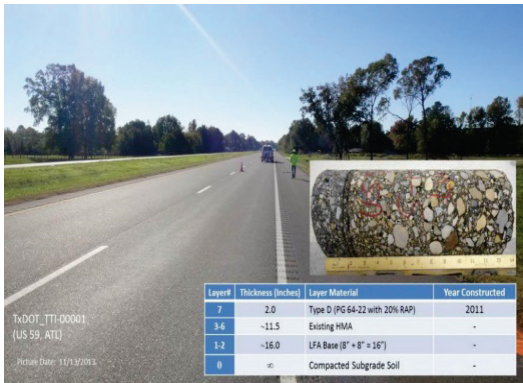 TxDOT_TTI-00001
(US 59, ATL)
Picture Date: 11/13/2013
Layer# Thickness (Inches) Layer Material Year Constructed
7 2.0 Type D (PG 64-22 with 20% RAP) 2011
3-6 ~11.5 Existing HMA -
1-2 ~16.0 LFA Base (8" + 8" = 16") -
0 ∞ Compacted Subgrade Soil -